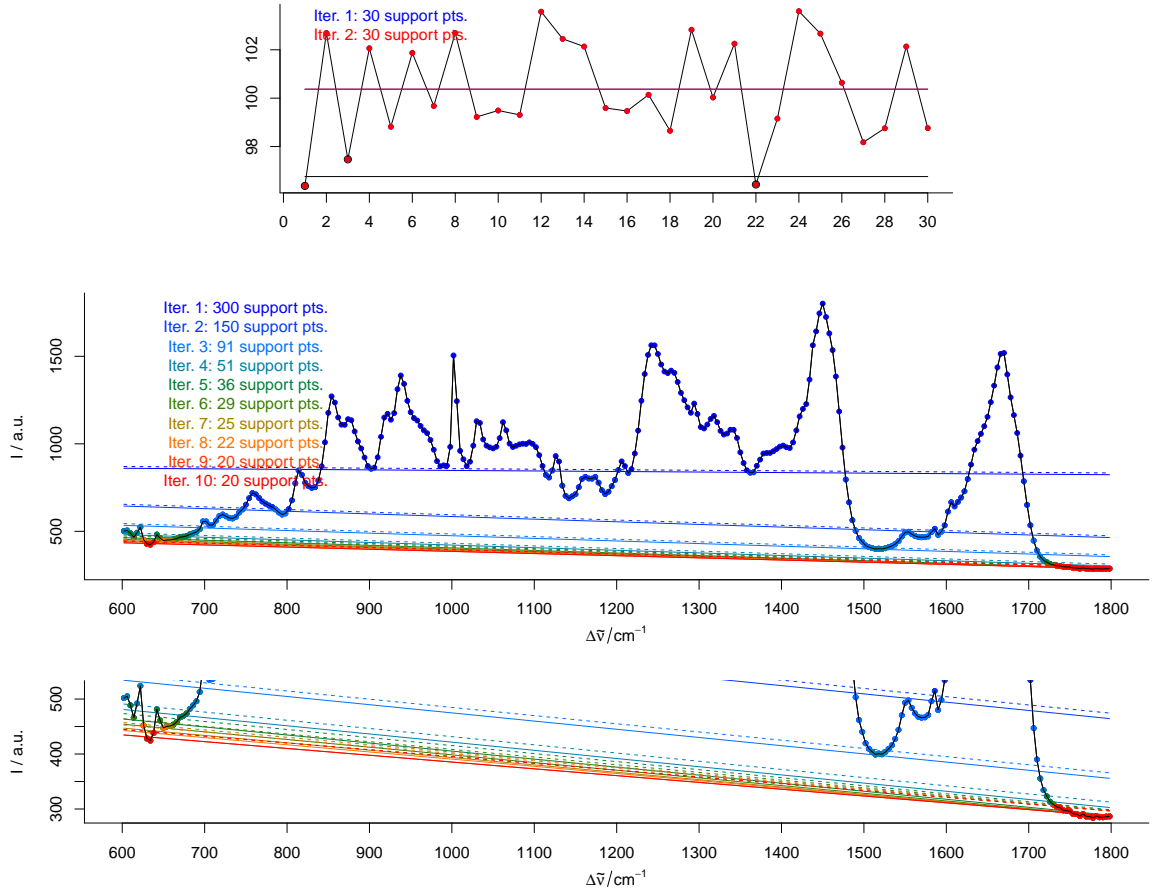 Iter. 1: 30 support pts.
Iter. 2: 30 support pts.
102
100
98
0 2 4 6 8 10 12 14 16 18 20 22 24 26 28 30
Iter. 1: 300 support pts.
Iter. 2: 150 support pts.
Iter. 3: 91 support pts.
Iter. 4: 51 support pts.
Iter. 5: 36 support pts.
Iter. 6: 29 support pts.
Iter. 7: 25 support pts.
Iter. 8: 22 support pts.
Iter. 9: 20 support pts.
Iter. 10: 20 support pts.
I / a.u.
1500
1000
500
600 700 800 900 1000 1100 1200 1300 1400 1500 1600 1700 1800
Δν̃/cm⁻¹
I / a.u.
500
400
300
600 700 800 900 1000 1100 1200 1300 1400 1500 1600 1700 1800
Δν̃/cm⁻¹